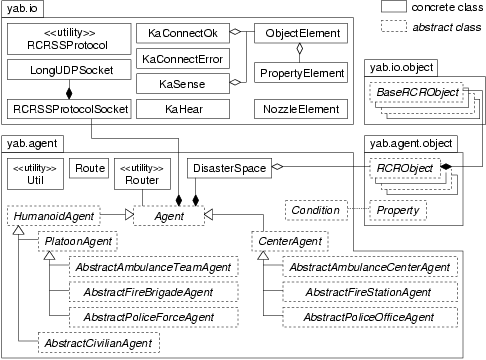 yab.io
<<utility>>
RCRSSProtocol
LongUDPSocket
RCRSSProtocolSocket
KaConnectOk
KaConnectError
KaSense
KaHear
ObjectElement
PropertyElement
NozzleElement
concrete class
abstract class
yab.io.object
BaseRCRObject
yab.agent
<<utility>>
Util
Route
<<utility>>
Router
DisasterSpace
yab.agent.object
RCRObject
Condition
Property
HumanoidAgent
Agent
PlatoonAgent
CenterAgent
AbstractAmbulanceTeamAgent
AbstractFireBrigadeAgent
AbstractPoliceForceAgent
AbstractCivilianAgent
AbstractAmbulanceCenterAgent
AbstractFireStationAgent
AbstractPoliceOfficeAgent